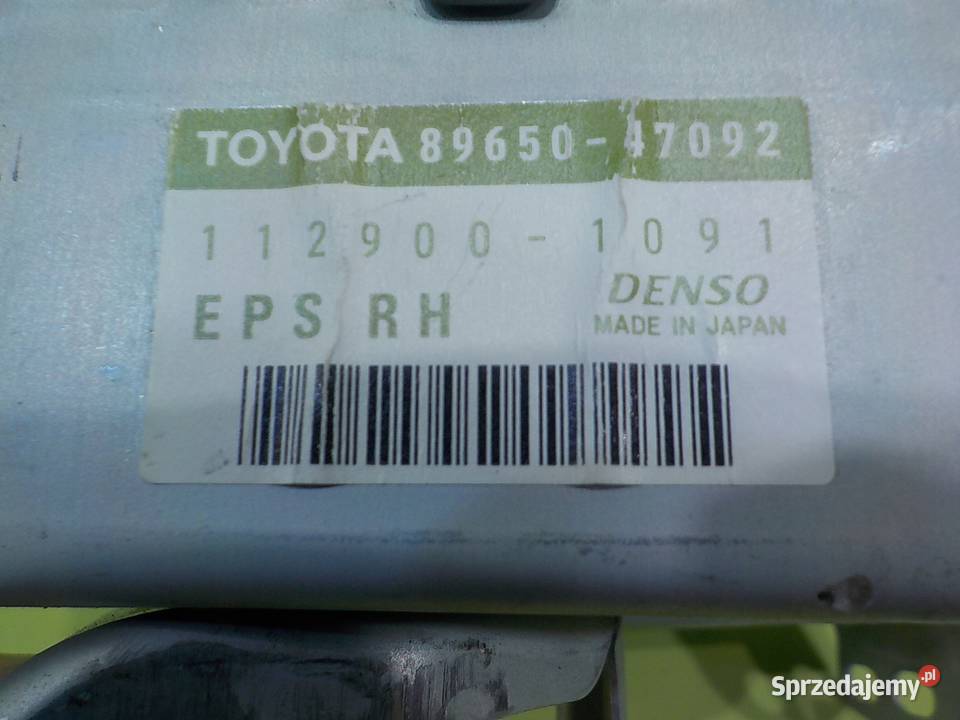 TOYOTA 89650-47092
112900-1091
EPS RH
DENSO
MADE IN JAPAN
Sprzedajemy.pl